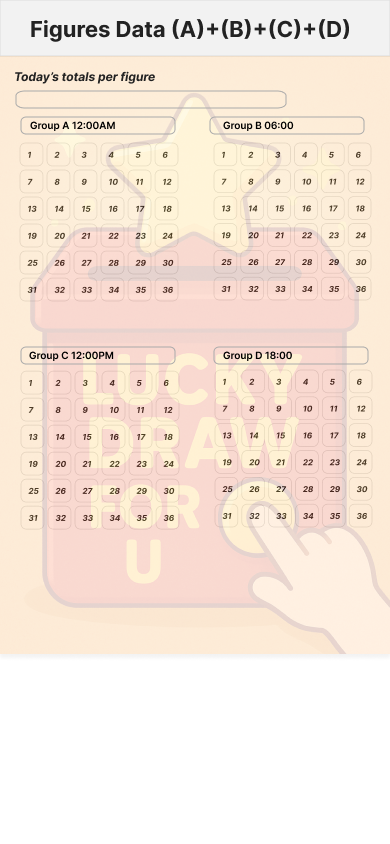 Figures Data (A)+(B)+(C)+(D)
Today's totals per figure
Group A 12:00AM
1 2 3 4 5 6
7 8 9 10 11 12
13 14 15 16 17 18
19 20 21 22 23 24
25 26 27 28 29 30
31 32 33 34 35 36
Group B 06:00
1 2 3 4 5 6
7 8 9 10 11 12
13 14 15 16 17 18
19 20 21 22 23 24
25 26 27 28 29 30
31 32 33 34 35 36
Group C 12:00PM
1 2 3 4 5 6
7 8 9 10 11 12
13 14 15 16 17 18
19 20 21 22 23 24
25 26 27 28 29 30
31 32 33 34 35 36
Group D 18:00
1 2 3 4 5 6
7 8 9 10 11 12
13 14 15 16 17 18
19 20 21 22 23 24
25 26 27 28 29 30
31 32 33 34 35 36
LUCKY
DRAW
FOR
U